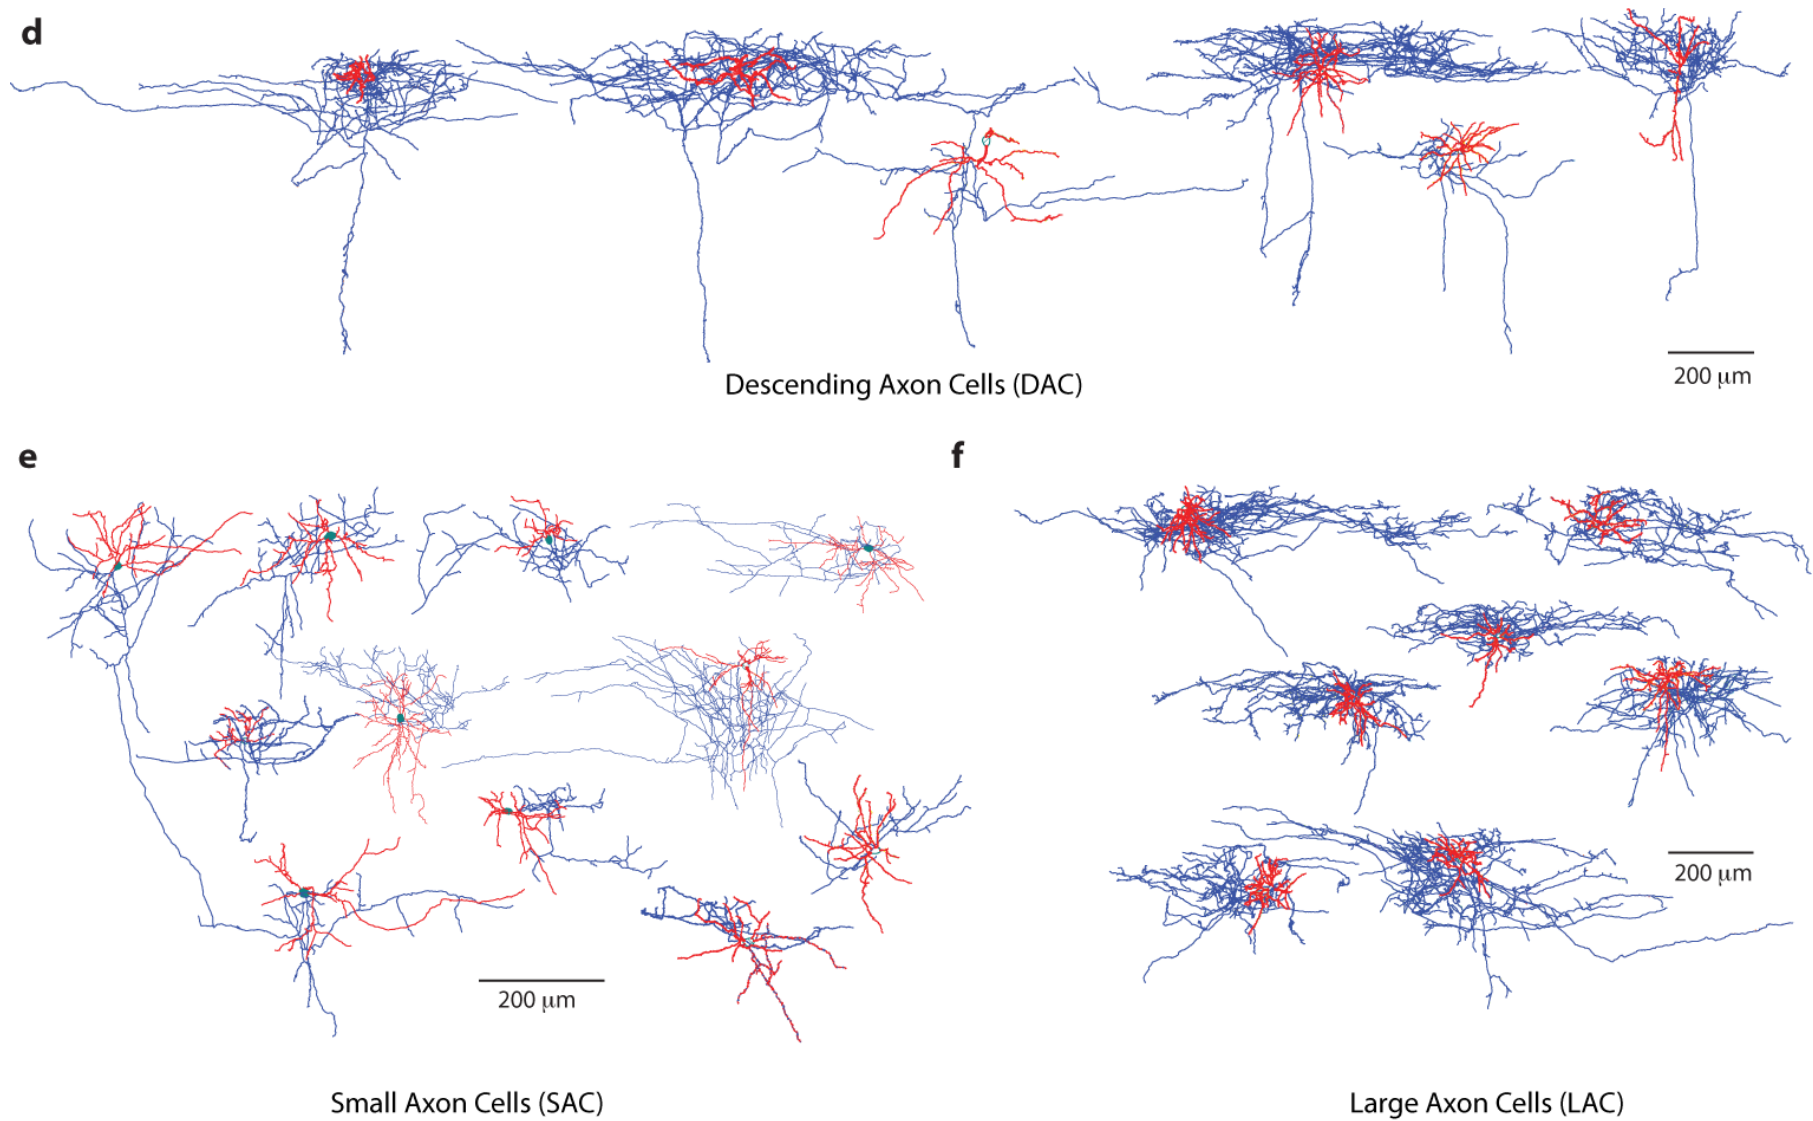 d
200 μm
Descending Axon Cells (DAC)
e
f
200 μm
200 μm
Small Axon Cells (SAC)
Large Axon Cells (LAC)